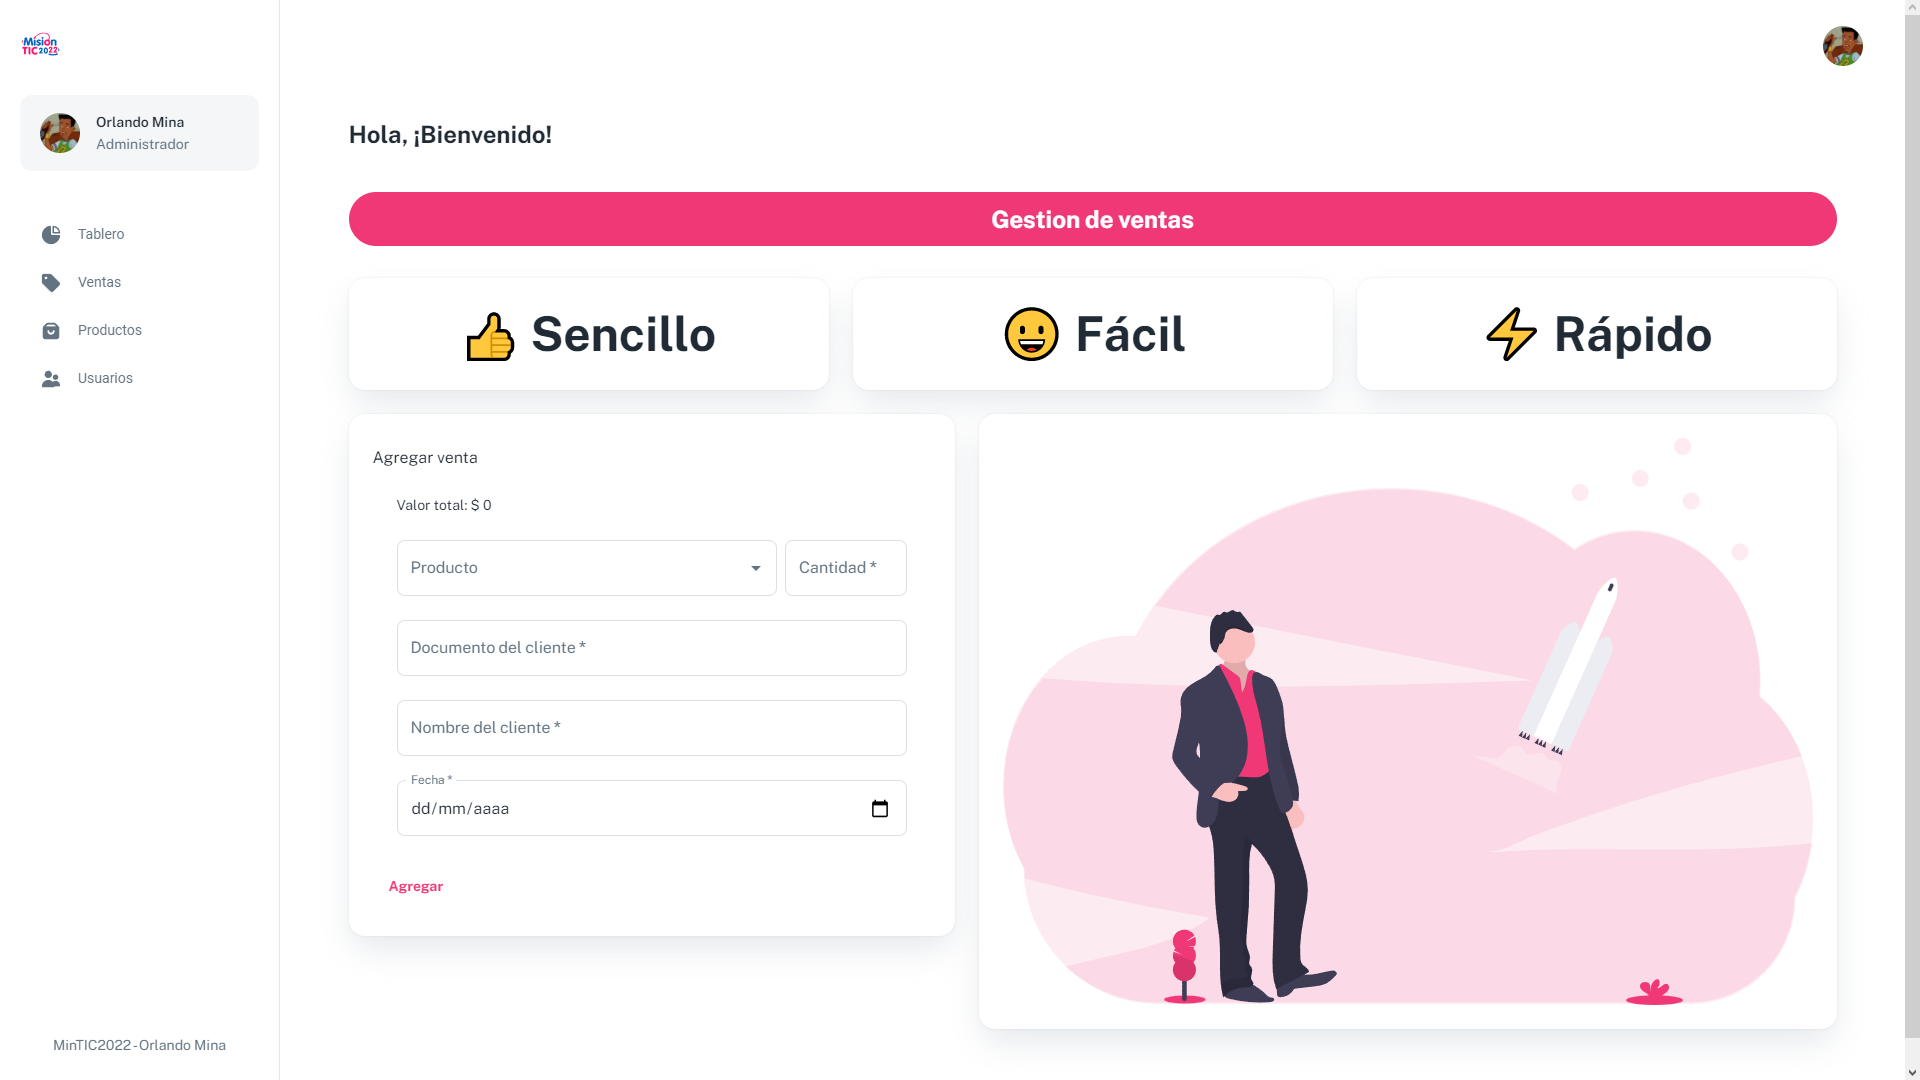 Misión
TIC 2022
Orlando Mina
Administrador
Tablero
Ventas
Productos
Usuarios
MinTIC2022 - Orlando Mina
Hola, ¡Bienvenido!
Gestion de ventas
Sencillo
Fácil
Rápido
Agregar venta
Valor total: $ 0
Producto
Cantidad *
Documento del cliente *
Nombre del cliente *
Fecha *
dd/mm/aaaa
Agregar